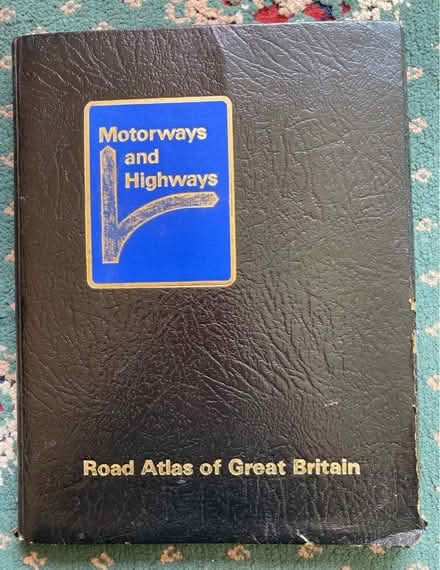 Motorways
and
Highways
Road Atlas of Great Britain